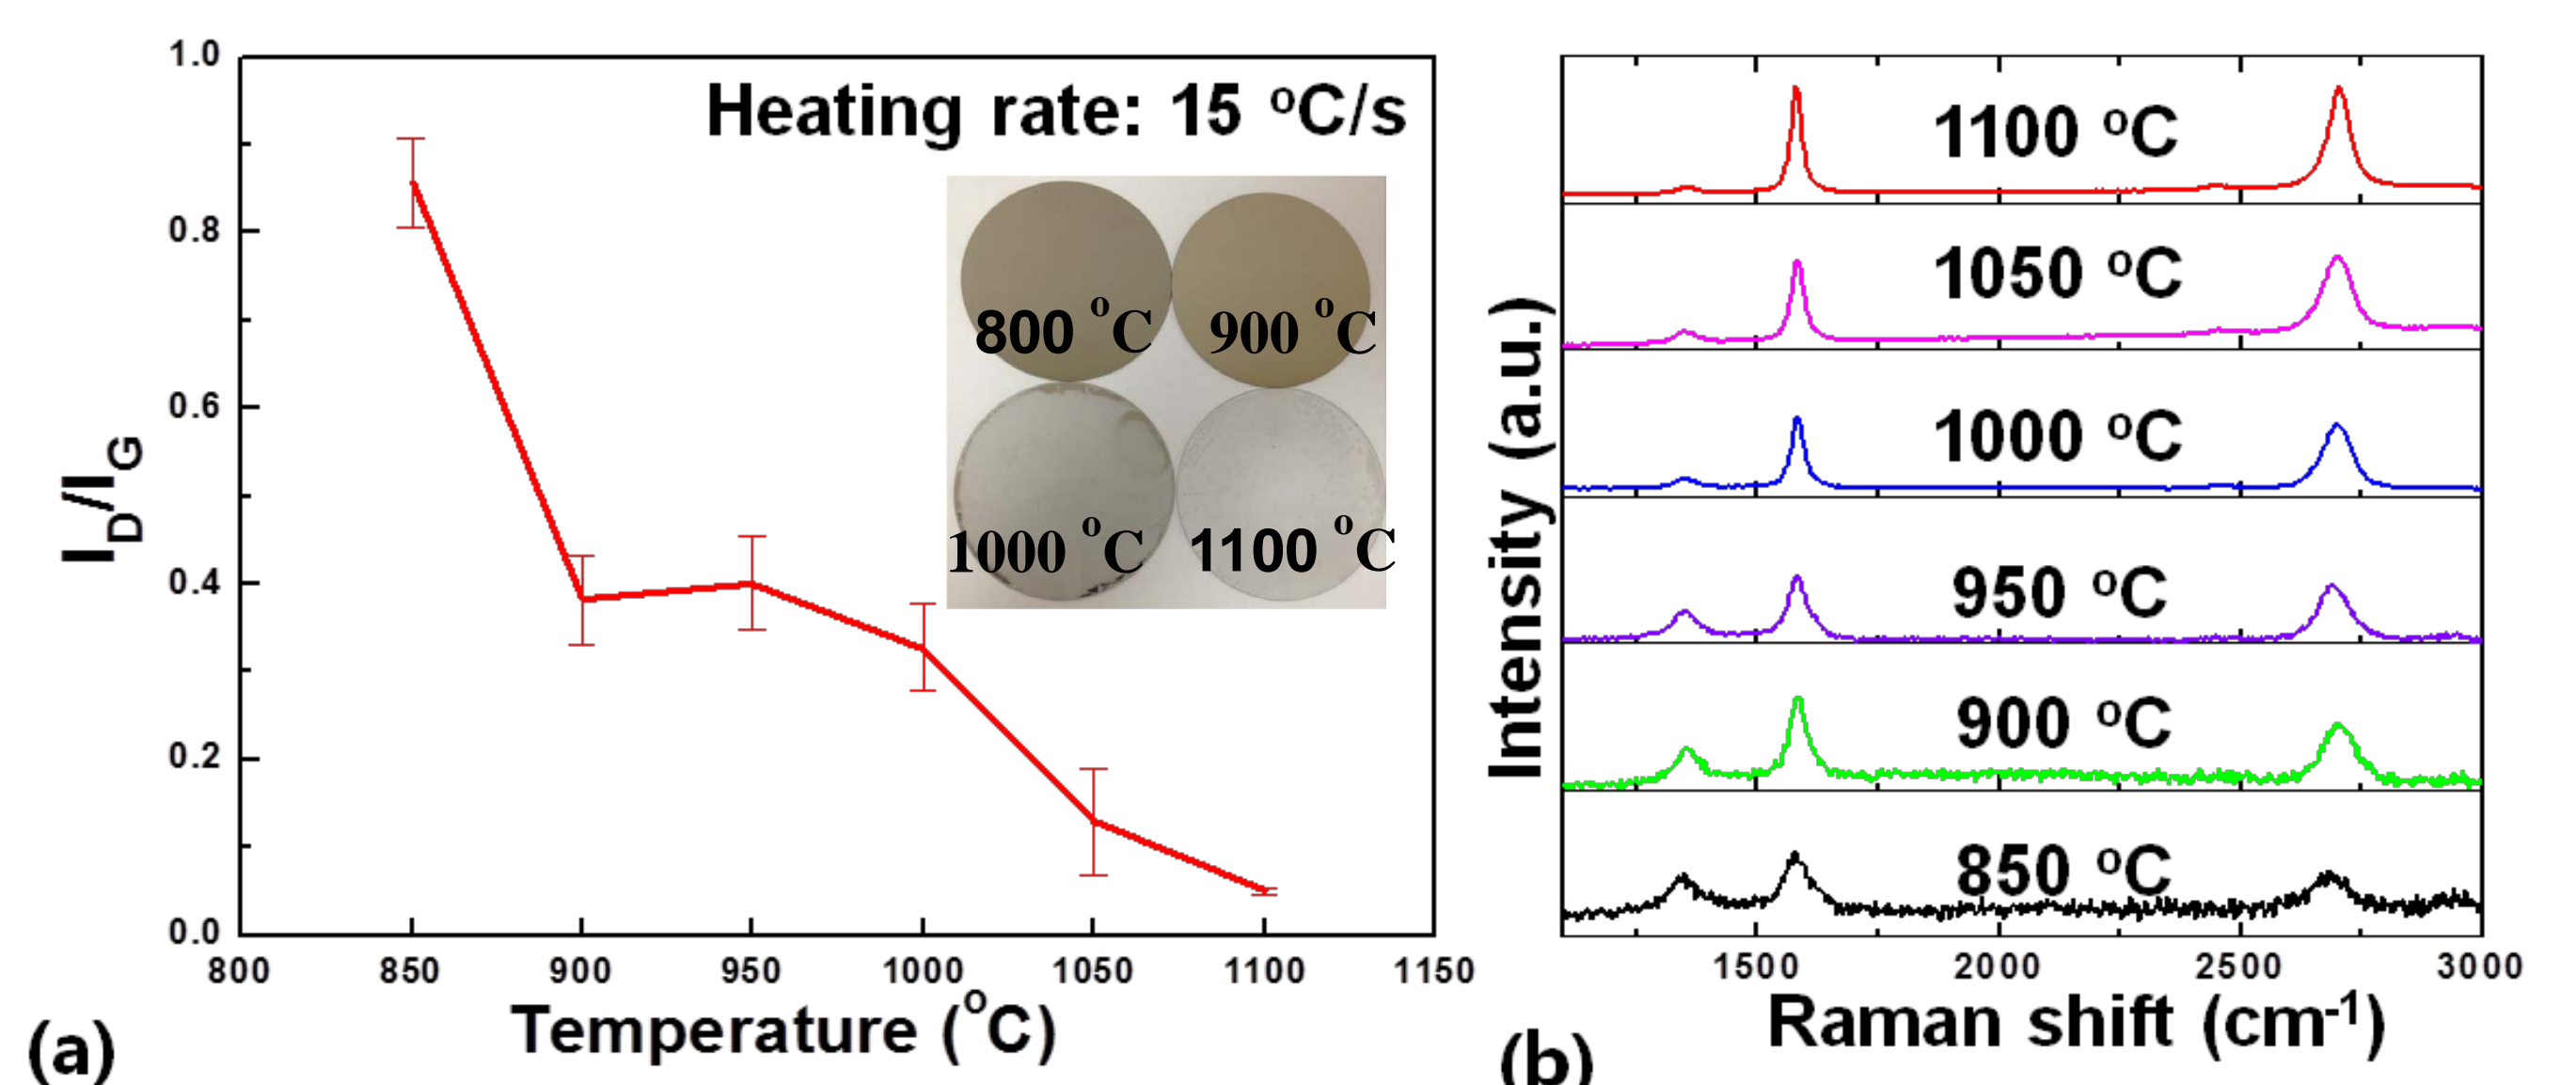 Heating rate: 15 °C/s
I_D/I_G
1.0
0.8
0.6
0.4
0.2
0.0
800 °C
900 °C
1000 °C
1100 °C
800 850 900 950 1000 1050 1100 1150
Temperature (°C)
(a)
Intensity (a.u.)
1100 °C
1050 °C
1000 °C
950 °C
900 °C
850 °C
1500 2000 2500 3000
Raman shift (cm⁻¹)
(b)